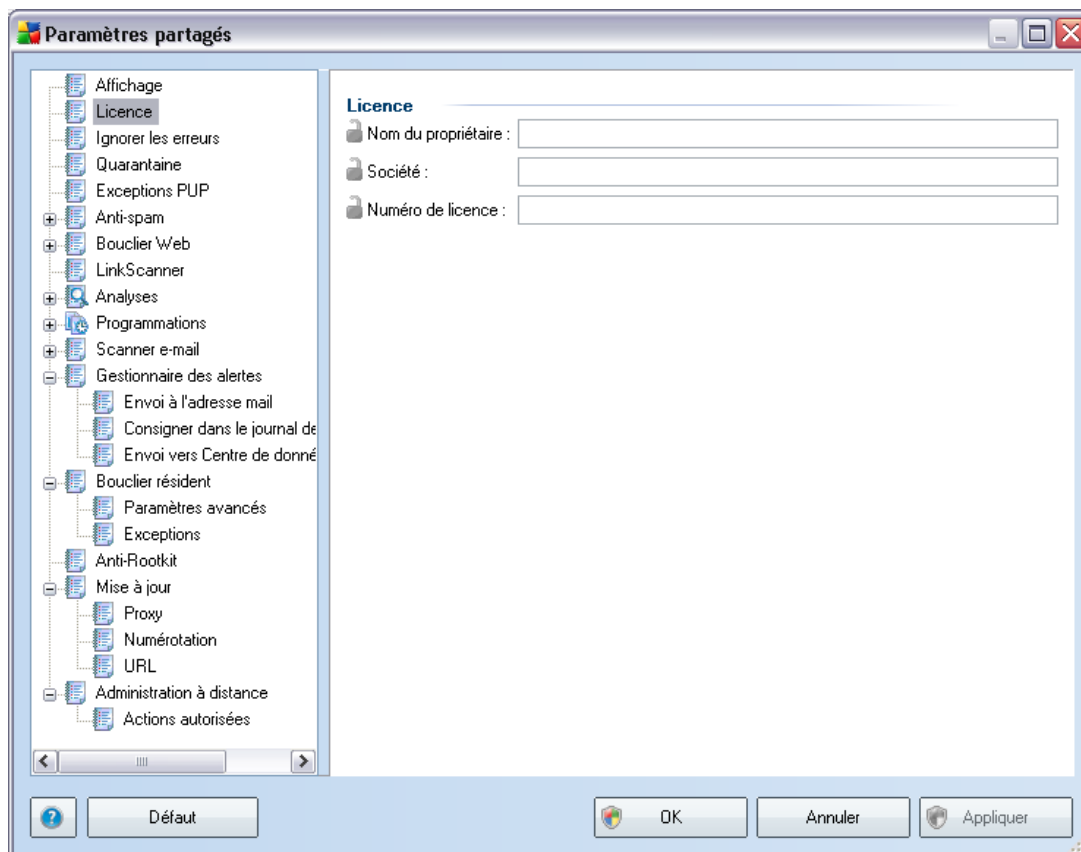 Paramètres partagés
Affichage
Licence
Ignorer les erreurs
Quarantaine
Exceptions PUP
Anti-spam
Bouclier Web
LinkScanner
Analyses
Programmations
Scanner e-mail
Gestionnaire des alertes
Envoi à l'adresse mail
Consigner dans le journal de
Envoi vers Centre de donné
Bouclier résident
Paramètres avancés
Exceptions
Anti-Rootkit
Mise à jour
Proxy
Numérotation
URL
Administration à distance
Actions autorisées
Licence
Nom du propriétaire :
Société :
Numéro de licence :
?
Défaut
OK
Annuler
Appliquer